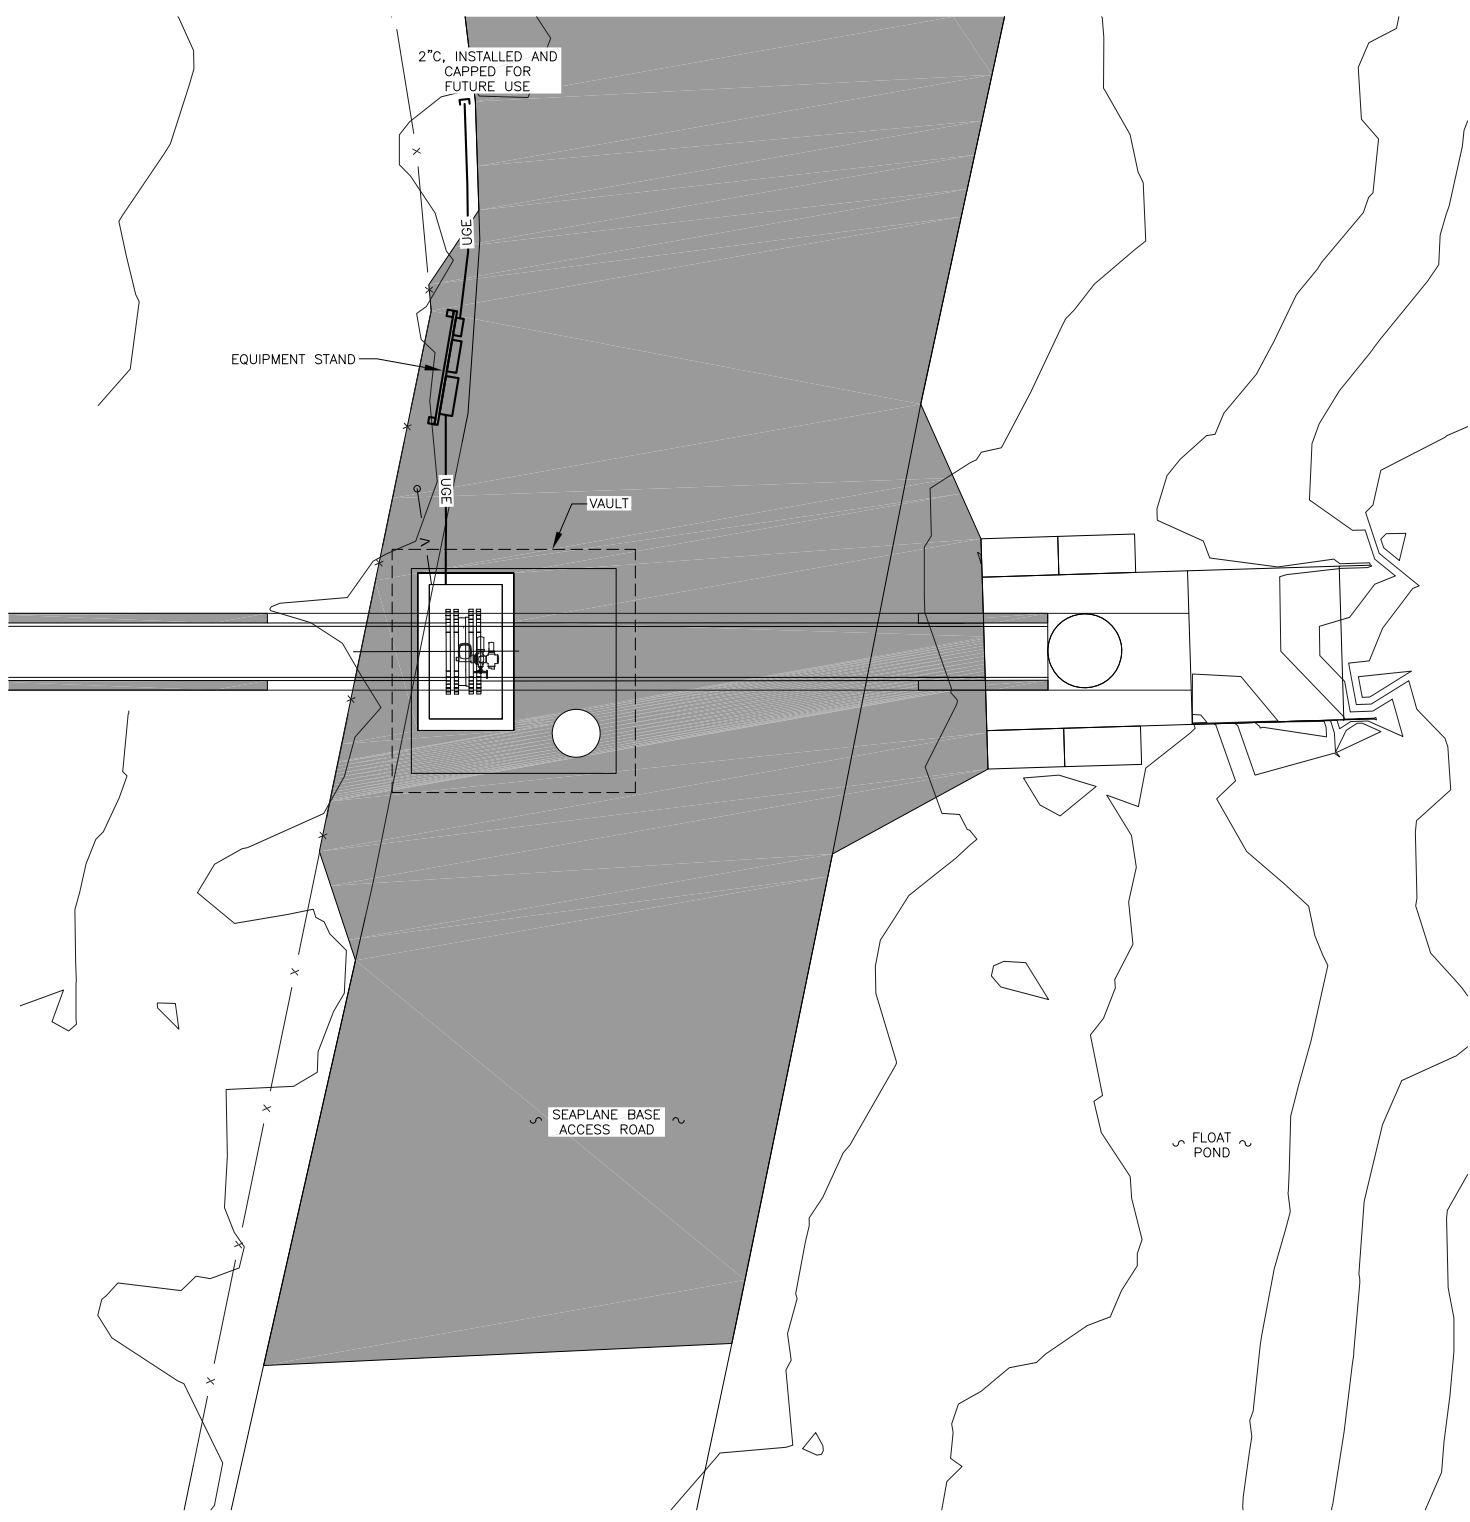 2"C, INSTALLED AND
CAPPED FOR
FUTURE USE
UGE
EQUIPMENT STAND
UGE
VAULT
SEAPLANE BASE
ACCESS ROAD
FLOAT
POND